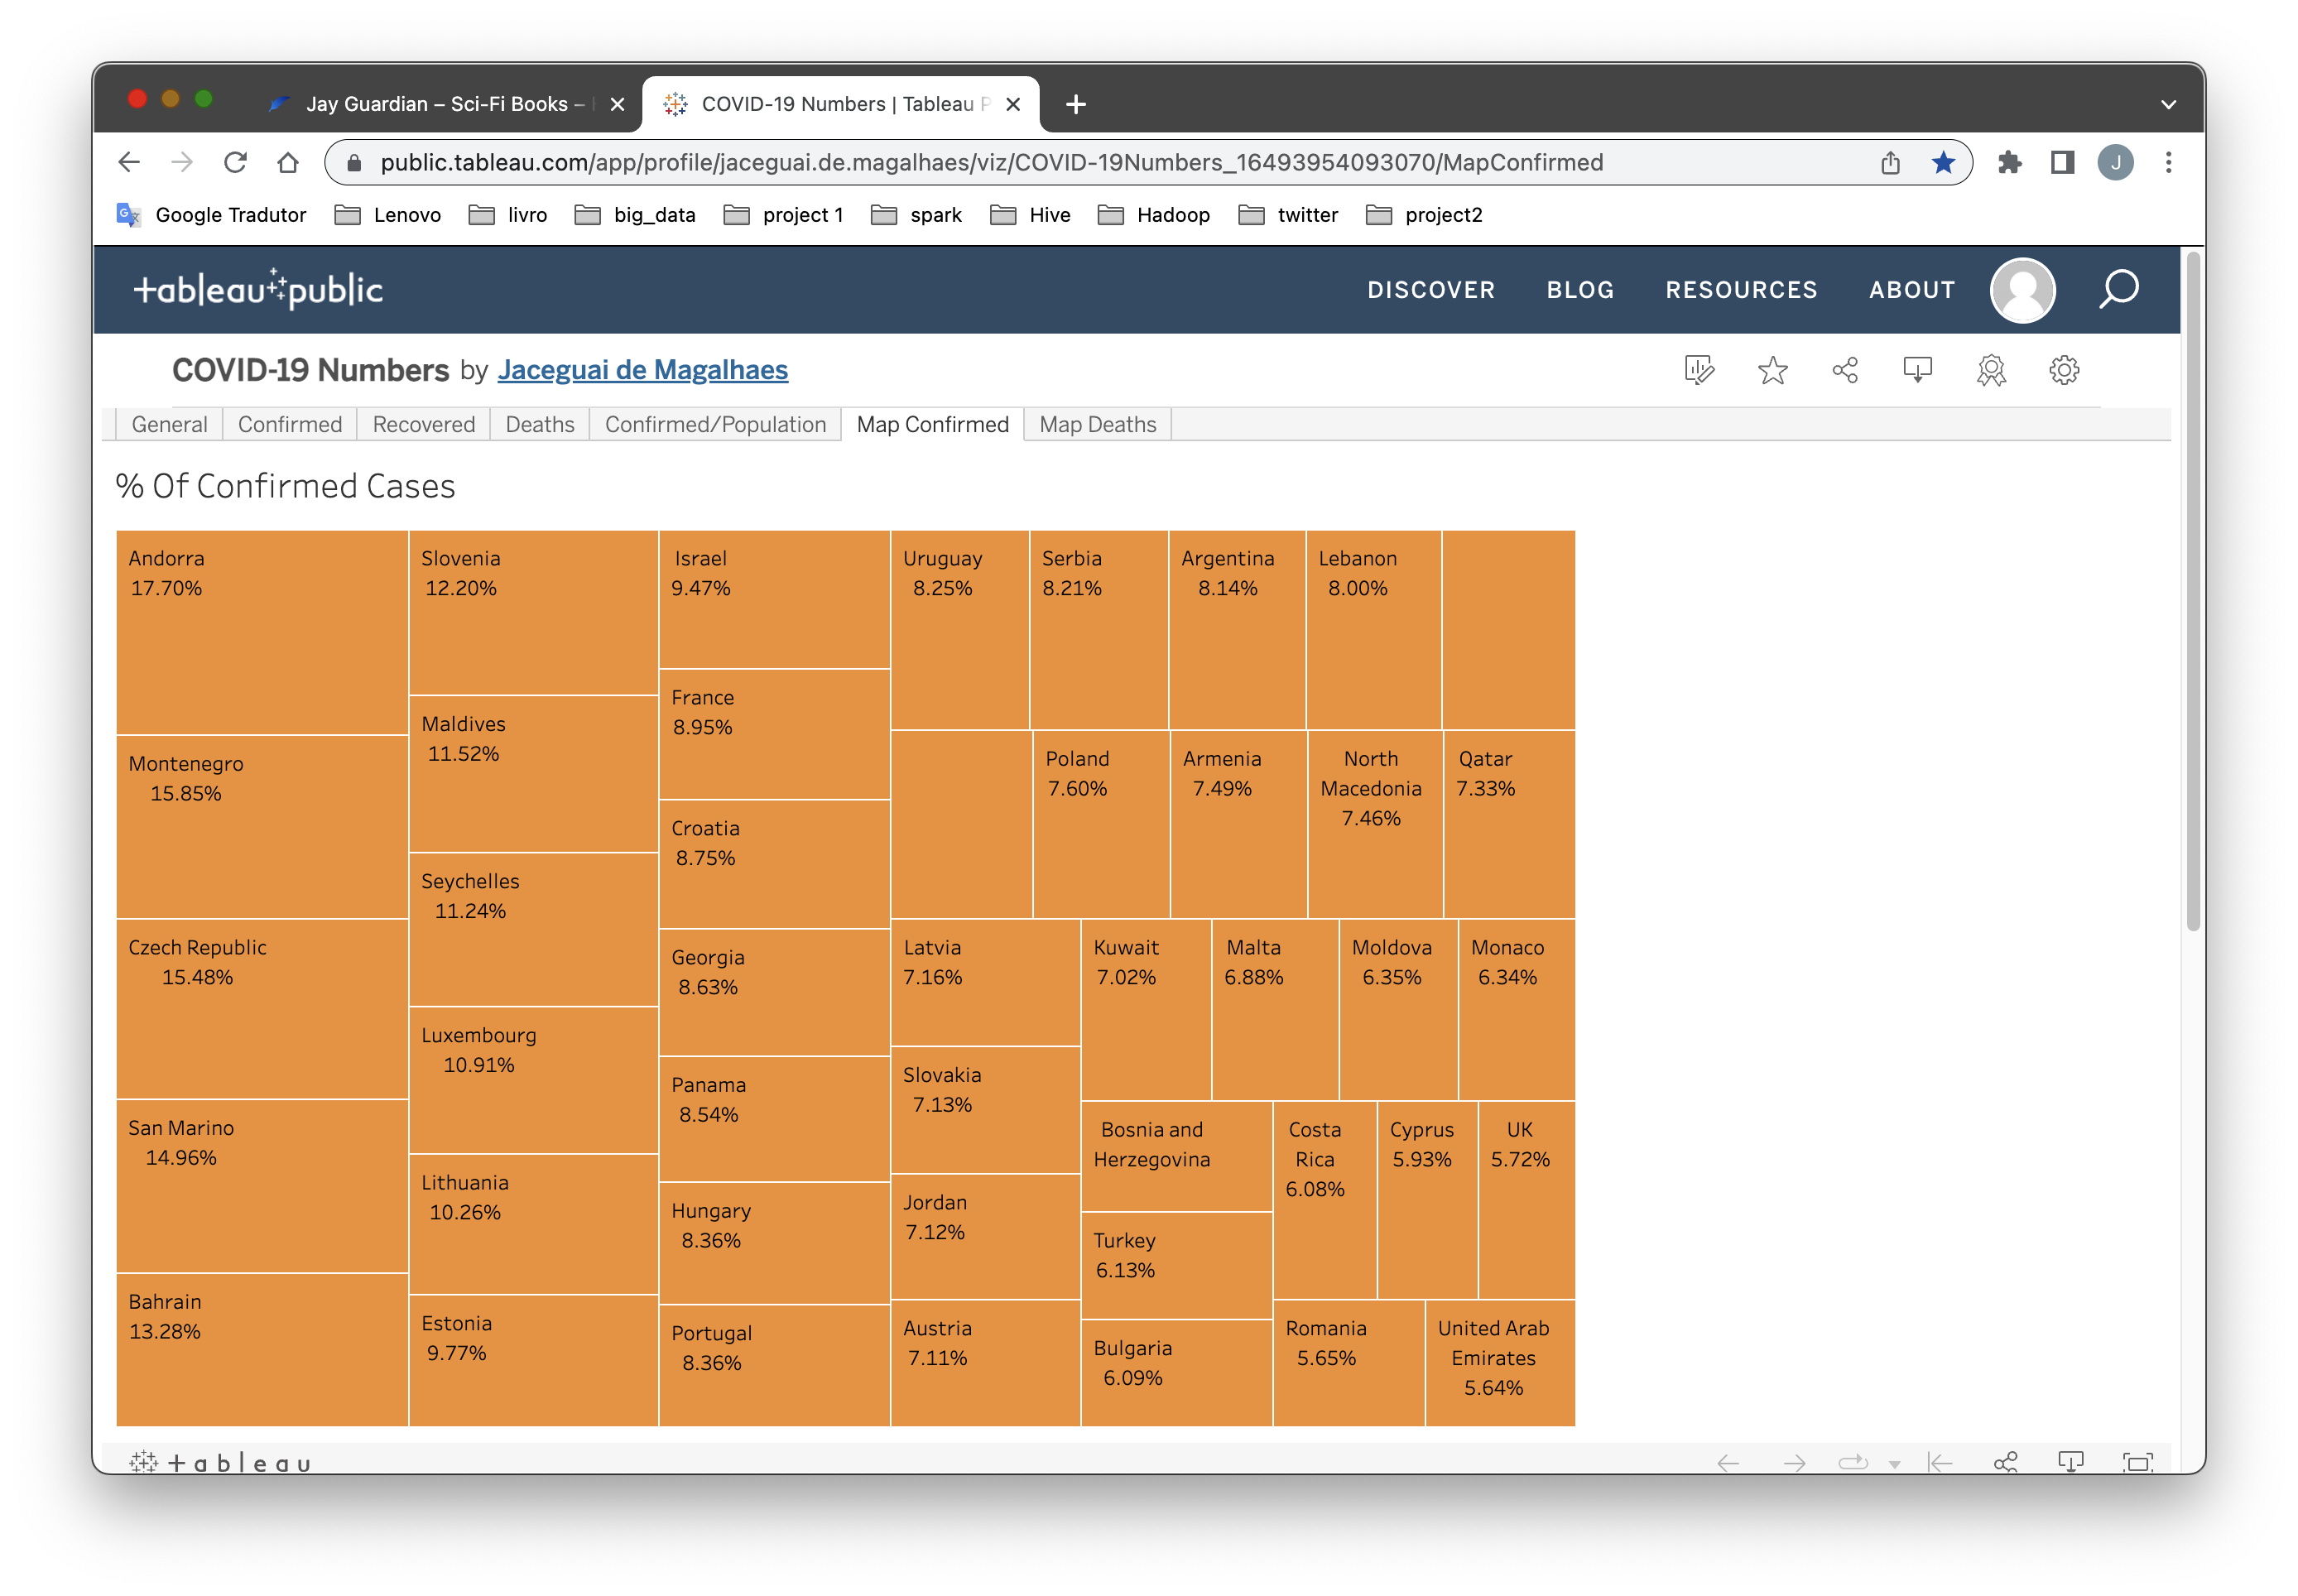 Jay Guardian – Sci-Fi Books –
COVID-19 Numbers | Tableau P
public.tableau.com/app/profile/jaceguai.de.magalhaes/viz/COVID-19Numbers_16493954093070/MapConfirmed
J
Google Tradutor
Lenovo
livro
big_data
project 1
spark
Hive
Hadoop
twitter
project2
tableau public
DISCOVER
BLOG
RESOURCES
ABOUT
COVID-19 Numbers by Jaceguai de Magalhaes
General
Confirmed
Recovered
Deaths
Confirmed/Population
Map Confirmed
Map Deaths
% Of Confirmed Cases
Andorra
17.70%
Montenegro
15.85%
Czech Republic
15.48%
San Marino
14.96%
Bahrain
13.28%
Slovenia
12.20%
Maldives
11.52%
Seychelles
11.24%
Luxembourg
10.91%
Lithuania
10.26%
Estonia
9.77%
Israel
9.47%
France
8.95%
Croatia
8.75%
Georgia
8.63%
Panama
8.54%
Hungary
8.36%
Portugal
8.36%
Uruguay
8.25%
Serbia
8.21%
Argentina
8.14%
Lebanon
8.00%
Poland
7.60%
Armenia
7.49%
North
Macedonia
7.46%
Qatar
7.33%
Latvia
7.16%
Slovakia
7.13%
Jordan
7.12%
Austria
7.11%
Kuwait
7.02%
Malta
6.88%
Moldova
6.35%
Monaco
6.34%
Bosnia and
Herzegovina
Turkey
6.13%
Bulgaria
6.09%
Costa
Rica
6.08%
Cyprus
5.93%
UK
5.72%
Romania
5.65%
United Arab
Emirates
5.64%
tableau